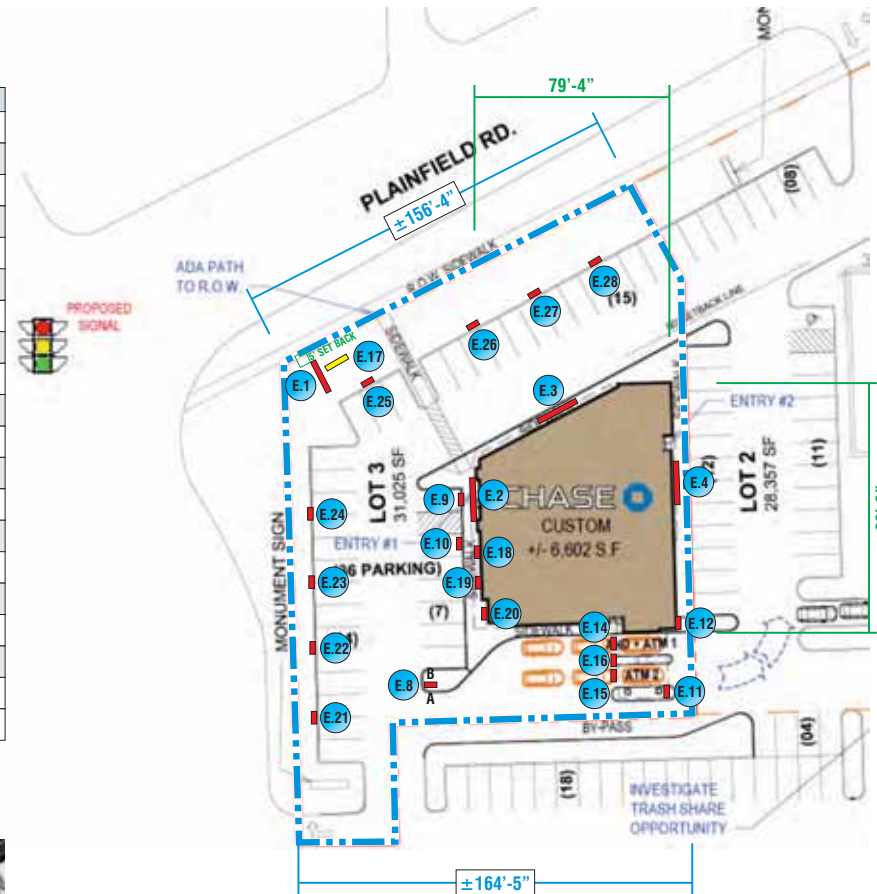 MON
79'-4”
PLAINFIELD RD.
±156'-4”
(08)
ADA PATH
TO R.O.W.
R.O.W. SIDEWALK
E.28
PROPOSED
SIGNAL
(15)
E.27
SETBACK LINE
E.26
5' SET BACK
E.17
SIDEWALK
E.1
E.25
E.3
ENTRY #2
LOT 3
31,025 SF
E.9
E.2
CHASE
CUSTOM
+/- 6,602 S.F.
E.4
LOT 2
28,357 SF
(11)
E.24
ENTRY #1
E.10
E.18
MONUMENT SIGN
E.23
PARKING)
E.19
(7)
E.20
SIDEWALK
E.14
E.12
+ ATM 1
E.22
E.16
B
E.8
A
ATM 2
E.15
E.11
E.21
BY-PASS
(04)
(18)
INVESTIGATE
TRASH SHARE
OPPORTUNITY
±164'-5”